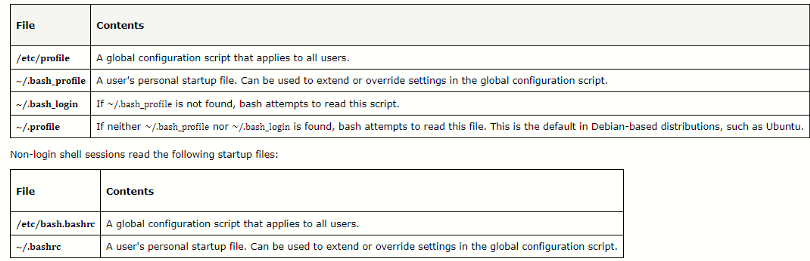 File Contents
/etc/profile A global configuration script that applies to all users.
~/.bash_profile A user's personal startup file. Can be used to extend or override settings in the global configuration script.
~/.bash_login If ~/.bash_profile is not found, bash attempts to read this script.
~/.profile If neither ~/.bash_profile nor ~/.bash_login is found, bash attempts to read this file. This is the default in Debian-based distributions, such as Ubuntu.
Non-login shell sessions read the following startup files:
File Contents
/etc/bash.bashrc A global configuration script that applies to all users.
~/.bashrc A user's personal startup file. Can be used to extend or override settings in the global configuration script.